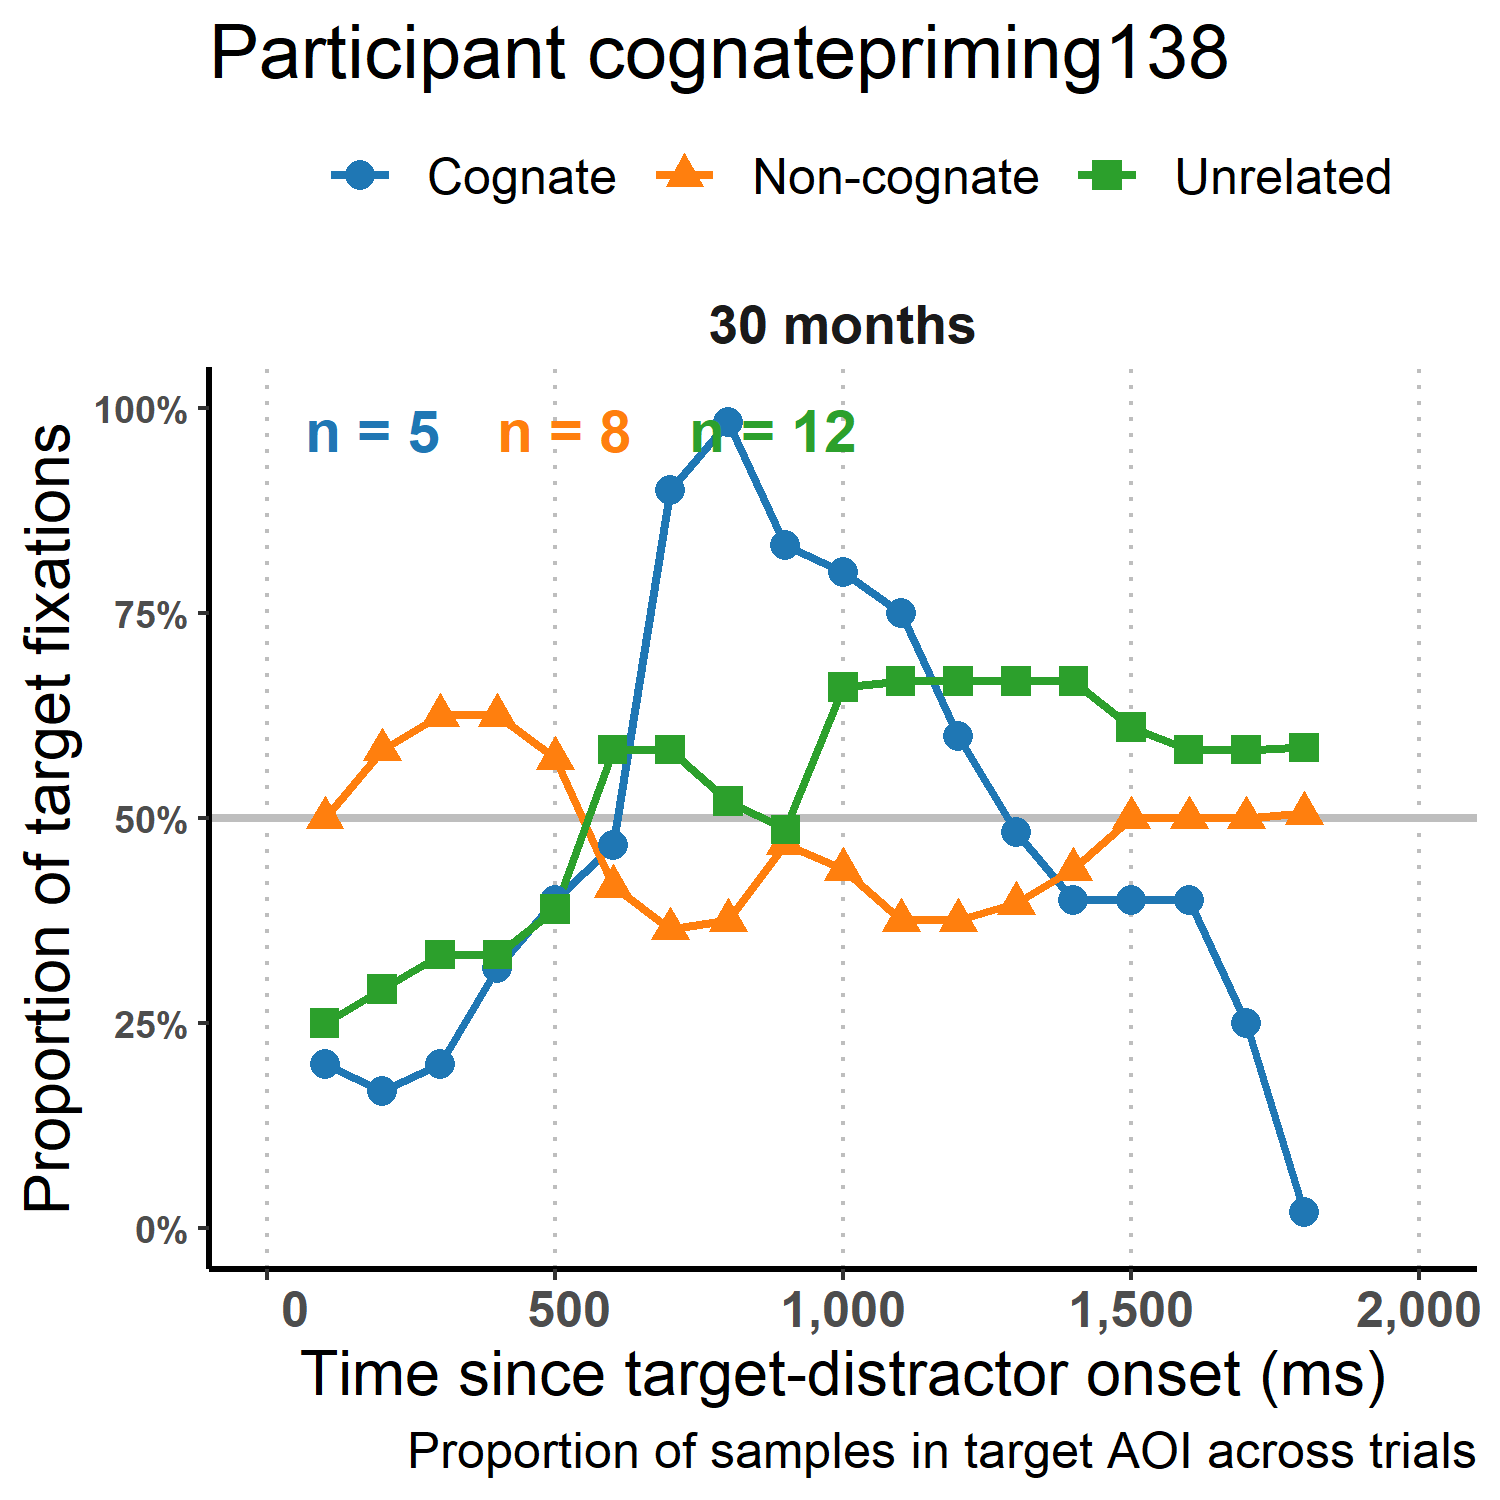 Participant cognatepriming138
Cognate Non-cognate Unrelated
30 months
n = 5 n = 8 n = 12
100%
75%
50%
25%
0%
Proportion of target fixations
0 500 1,000 1,500 2,000
Time since target-distractor onset (ms)
Proportion of samples in target AOI across trials